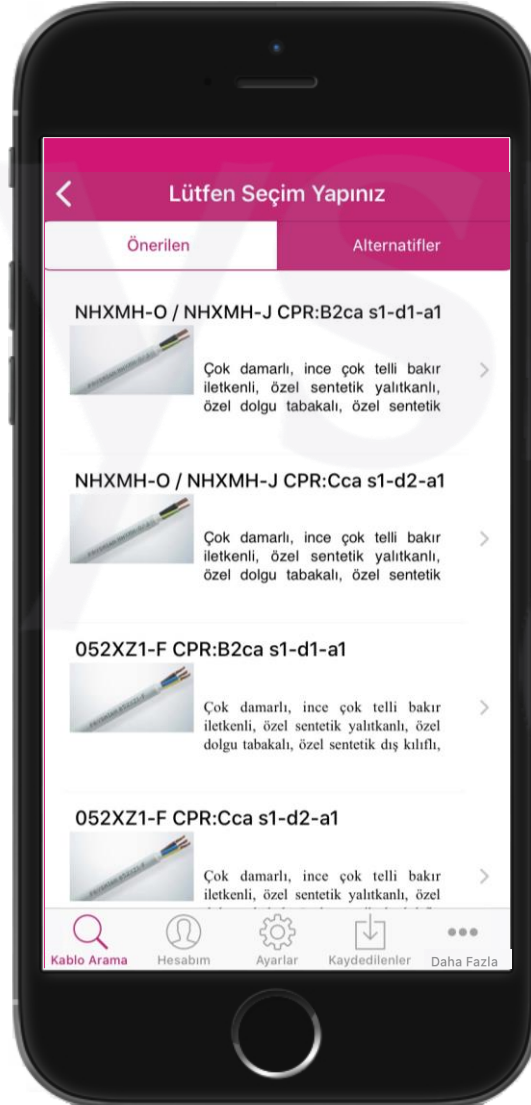 Lütfen Seçim Yapınız
Önerilen
Alternatifler
NHXMH-O / NHXMH-J CPR:B2ca s1-d1-a1
Çok damarlı, ince çok telli bakır
iletkenli, özel sentetik yalıtkanlı,
özel dolgu tabakalı, özel sentetik
NHXMH-O / NHXMH-J CPR:Cca s1-d2-a1
Çok damarlı, ince çok telli bakır
iletkenli, özel sentetik yalıtkanlı,
özel dolgu tabakalı, özel sentetik
052XZ1-F CPR:B2ca s1-d1-a1
Çok damarlı, ince çok telli bakır
iletkenli, özel sentetik yalıtkanlı, özel
dolgu tabakalı, özel sentetik dış kılıflı,
052XZ1-F CPR:Cca s1-d2-a1
Çok damarlı, ince çok telli bakır
iletkenli, özel sentetik yalıtkanlı, özel
Kablo Arama
Hesabım
Ayarlar
Kaydedilenler
Daha Fazla